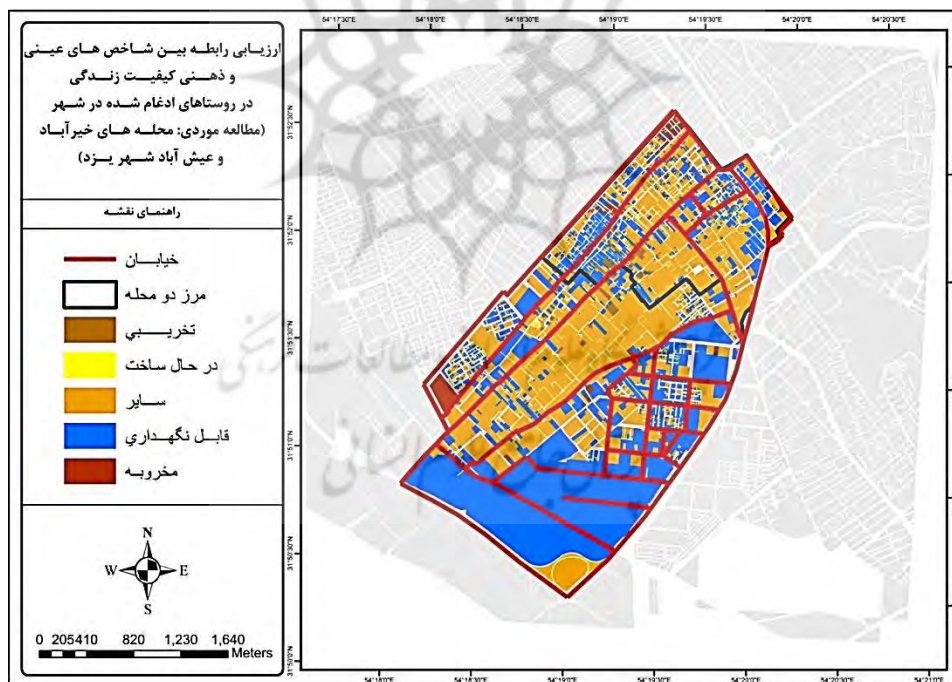 ارزیابی رابطه بین شاخص های عینی
و ذهنی کیفیت زندگی
در روستاهای ادغام شده در شهر
(مطالعه موردی: محله های خیرآباد
و عیش آباد شهر یزد)
راهنمای نقشه
خیابان
مرز دو محله
تخریبی
در حال ساخت
سایر
قابل نگهداری
مخروبه
N
W E
S
0 205410 820 1,230 1,640
Meters
54°17'30"E 54°18'0"E 54°18'30"E 54°19'0"E 54°19'30"E 54°20'0"E 54°20'30"E
31°52'0"N
31°51'30"N
31°51'0"N
31°50'30"N
31°50'0"N
54°18'0"E 54°18'30"E 54°19'0"E 54°19'30"E 54°20'0"E 54°20'30"E 54°21'0"E